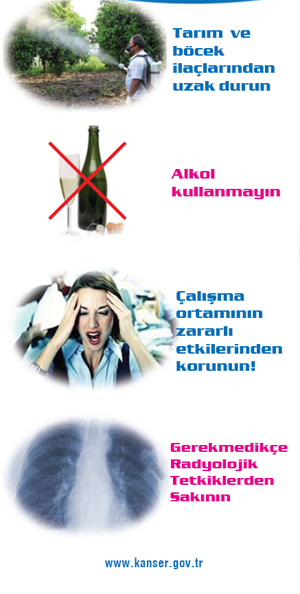 Tarım ve
böcek
ilaçlarından
uzak durun
Alkol
kullanmayın
Çalışma
ortamının
zararlı
etkilerinden
korunun!
Gerekmedikçe
Radyolojik
Tetkiklerden
Sakının
www.kanser.gov.tr